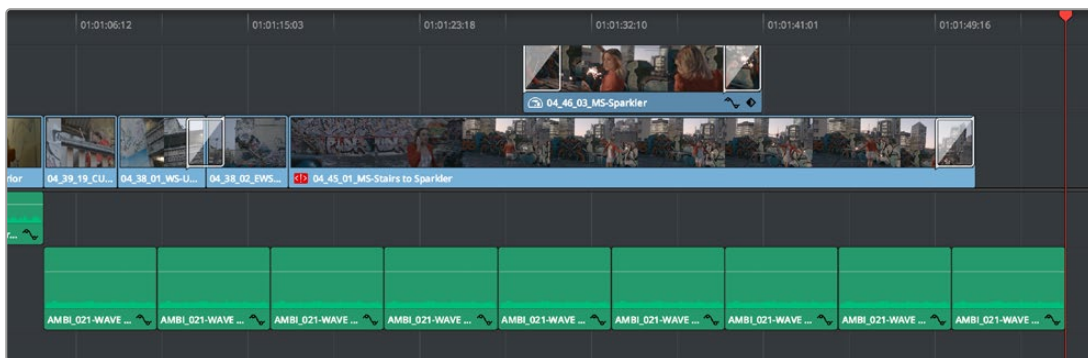 01:01:06:12 01:01:15:03 01:01:23:18 01:01:32:10 01:01:41:01 01:01:49:16
04_46_03_MS-Sparkler
rior 04_39_19_CU... 04_38_01_WS-U... 04_38_02_EWS... 04_45_01_MS-Stairs to Sparkler
r...
AMBI_021-WAVE ... AMBI_021-WAVE ... AMBI_021-WAVE ... AMBI_021-WAVE ... AMBI_021-WAVE ... AMBI_021-WAVE ... AMBI_021-WAVE ... AMBI_021-WAVE ... AMBI_021-WAVE ...